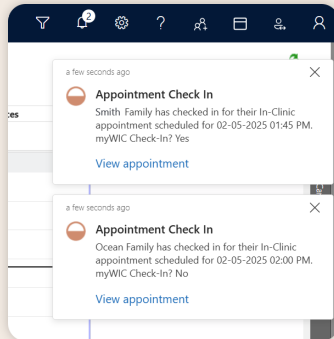 2
?
a few seconds ago
Appointment Check In
Smith Family has checked in for their In-Clinic
appointment scheduled for 02-05-2025 01:45 PM.
myWIC Check-In? Yes
View appointment
ces
a few seconds ago
Appointment Check In
Ocean Family has checked in for their In-Clinic
appointment scheduled for 02-05-2025 02:00 PM.
myWIC Check-In? No
View appointment